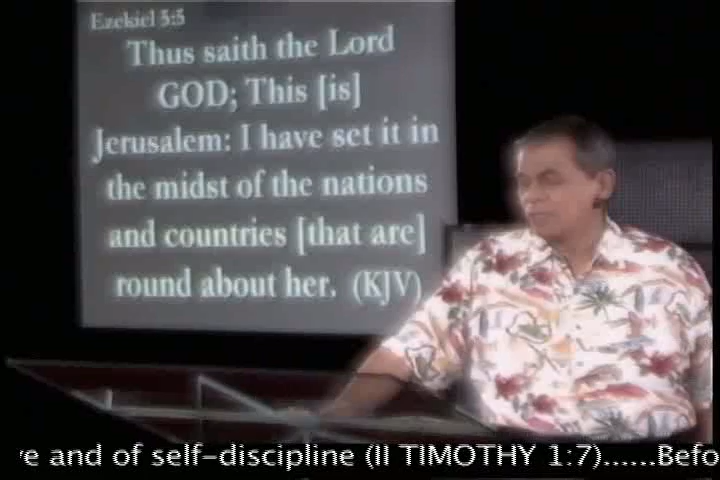 Ezekiel 5:5
Thus saith the Lord
GOD; This [is]
Jerusalem: I have set it in
the midst of the nations
and countries [that are]
round about her. (KJV)
e and of self-discipline (II TIMOTHY 1:7)......Befo